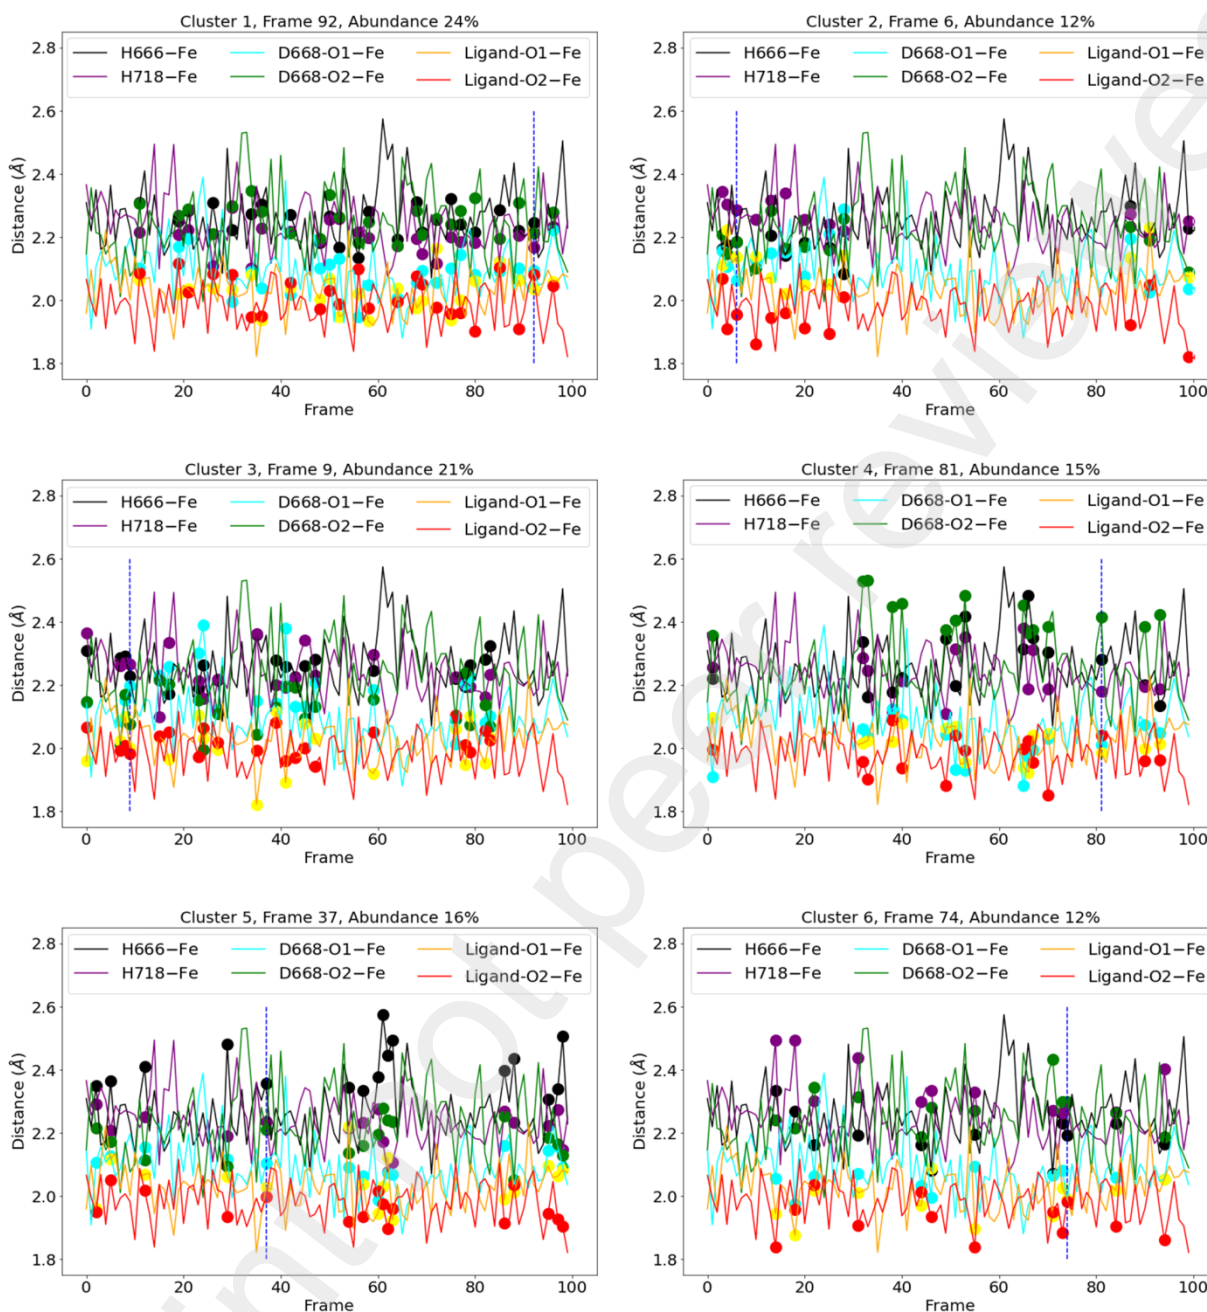 Cluster 1, Frame 92, Abundance 24%
H666−Fe D668-O1−Fe Ligand-O1−Fe
H718−Fe D668-O2−Fe Ligand-O2−Fe
2.8
2.6
2.4
2.2
2.0
1.8
Distance (Å)
0 20 40 60 80 100
Frame
Cluster 2, Frame 6, Abundance 12%
H666−Fe D668-O1−Fe Ligand-O1−Fe
H718−Fe D668-O2−Fe Ligand-O2−Fe
2.8
2.6
2.4
2.2
2.0
1.8
Distance (Å)
0 20 40 60 80 100
Frame
Cluster 3, Frame 9, Abundance 21%
H666−Fe D668-O1−Fe Ligand-O1−Fe
H718−Fe D668-O2−Fe Ligand-O2−Fe
2.8
2.6
2.4
2.2
2.0
1.8
Distance (Å)
0 20 40 60 80 100
Frame
Cluster 4, Frame 81, Abundance 15%
H666−Fe D668-O1−Fe Ligand-O1−Fe
H718−Fe D668-O2−Fe Ligand-O2−Fe
2.8
2.6
2.4
2.2
2.0
1.8
Distance (Å)
0 20 40 60 80 100
Frame
Cluster 5, Frame 37, Abundance 16%
H666−Fe D668-O1−Fe Ligand-O1−Fe
H718−Fe D668-O2−Fe Ligand-O2−Fe
2.8
2.6
2.4
2.2
2.0
1.8
Distance (Å)
0 20 40 60 80 100
Frame
Cluster 6, Frame 74, Abundance 12%
H666−Fe D668-O1−Fe Ligand-O1−Fe
H718−Fe D668-O2−Fe Ligand-O2−Fe
2.8
2.6
2.4
2.2
2.0
1.8
Distance (Å)
0 20 40 60 80 100
Frame
int not peer reviewe